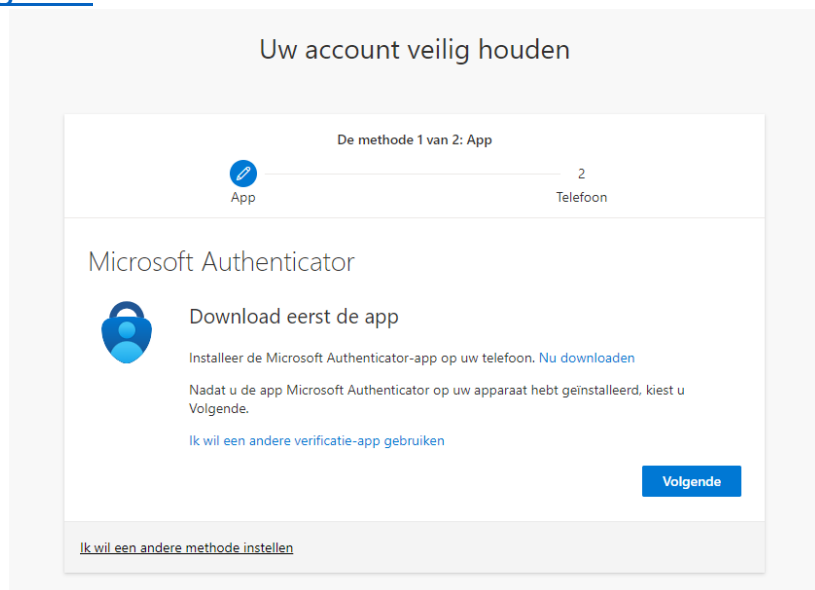 Uw account veilig houden
De methode 1 van 2: App
2
App
Telefoon
Microsoft Authenticator
Download eerst de app
Installeer de Microsoft Authenticator-app op uw telefoon. Nu downloaden
Nadat u de app Microsoft Authenticator op uw apparaat hebt geïnstalleerd, kiest u
Volgende.
Ik wil een andere verificatie-app gebruiken
Volgende
Ik wil een andere methode instellen